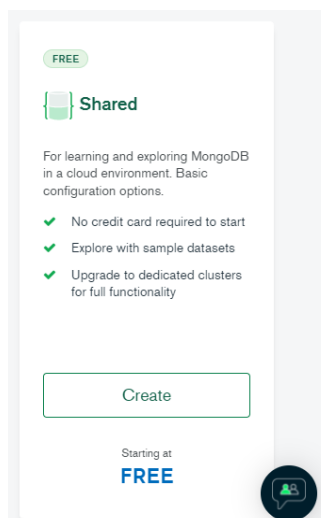 FREE
Shared
For learning and exploring MongoDB
in a cloud environment. Basic
configuration options.
No credit card required to start
Explore with sample datasets
Upgrade to dedicated clusters
for full functionality
Create
Starting at
FREE